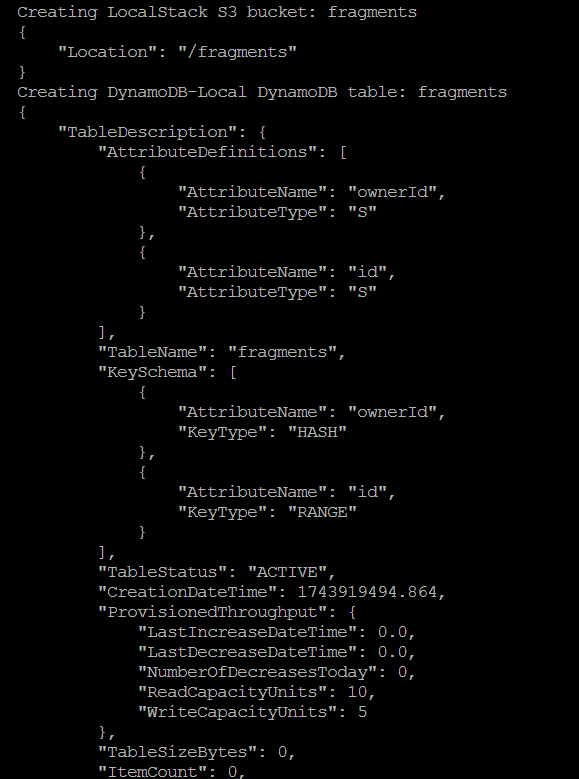 Creating LocalStack S3 bucket: fragments
{
    "Location": "/fragments"
}
Creating DynamoDB-Local DynamoDB table: fragments
{
    "TableDescription": {
        "AttributeDefinitions": [
            {
                "AttributeName": "ownerId",
                "AttributeType": "S"
            },
            {
                "AttributeName": "id",
                "AttributeType": "S"
            }
        ],
        "TableName": "fragments",
        "KeySchema": [
            {
                "AttributeName": "ownerId",
                "KeyType": "HASH"
            },
            {
                "AttributeName": "id",
                "KeyType": "RANGE"
            }
        ],
        "TableStatus": "ACTIVE",
        "CreationDateTime": 1743919494.864,
        "ProvisionedThroughput": {
            "LastIncreaseDateTime": 0.0,
            "LastDecreaseDateTime": 0.0,
            "NumberOfDecreasesToday": 0,
            "ReadCapacityUnits": 10,
            "WriteCapacityUnits": 5
        },
        "TableSizeBytes": 0,
        "ItemCount": 0,